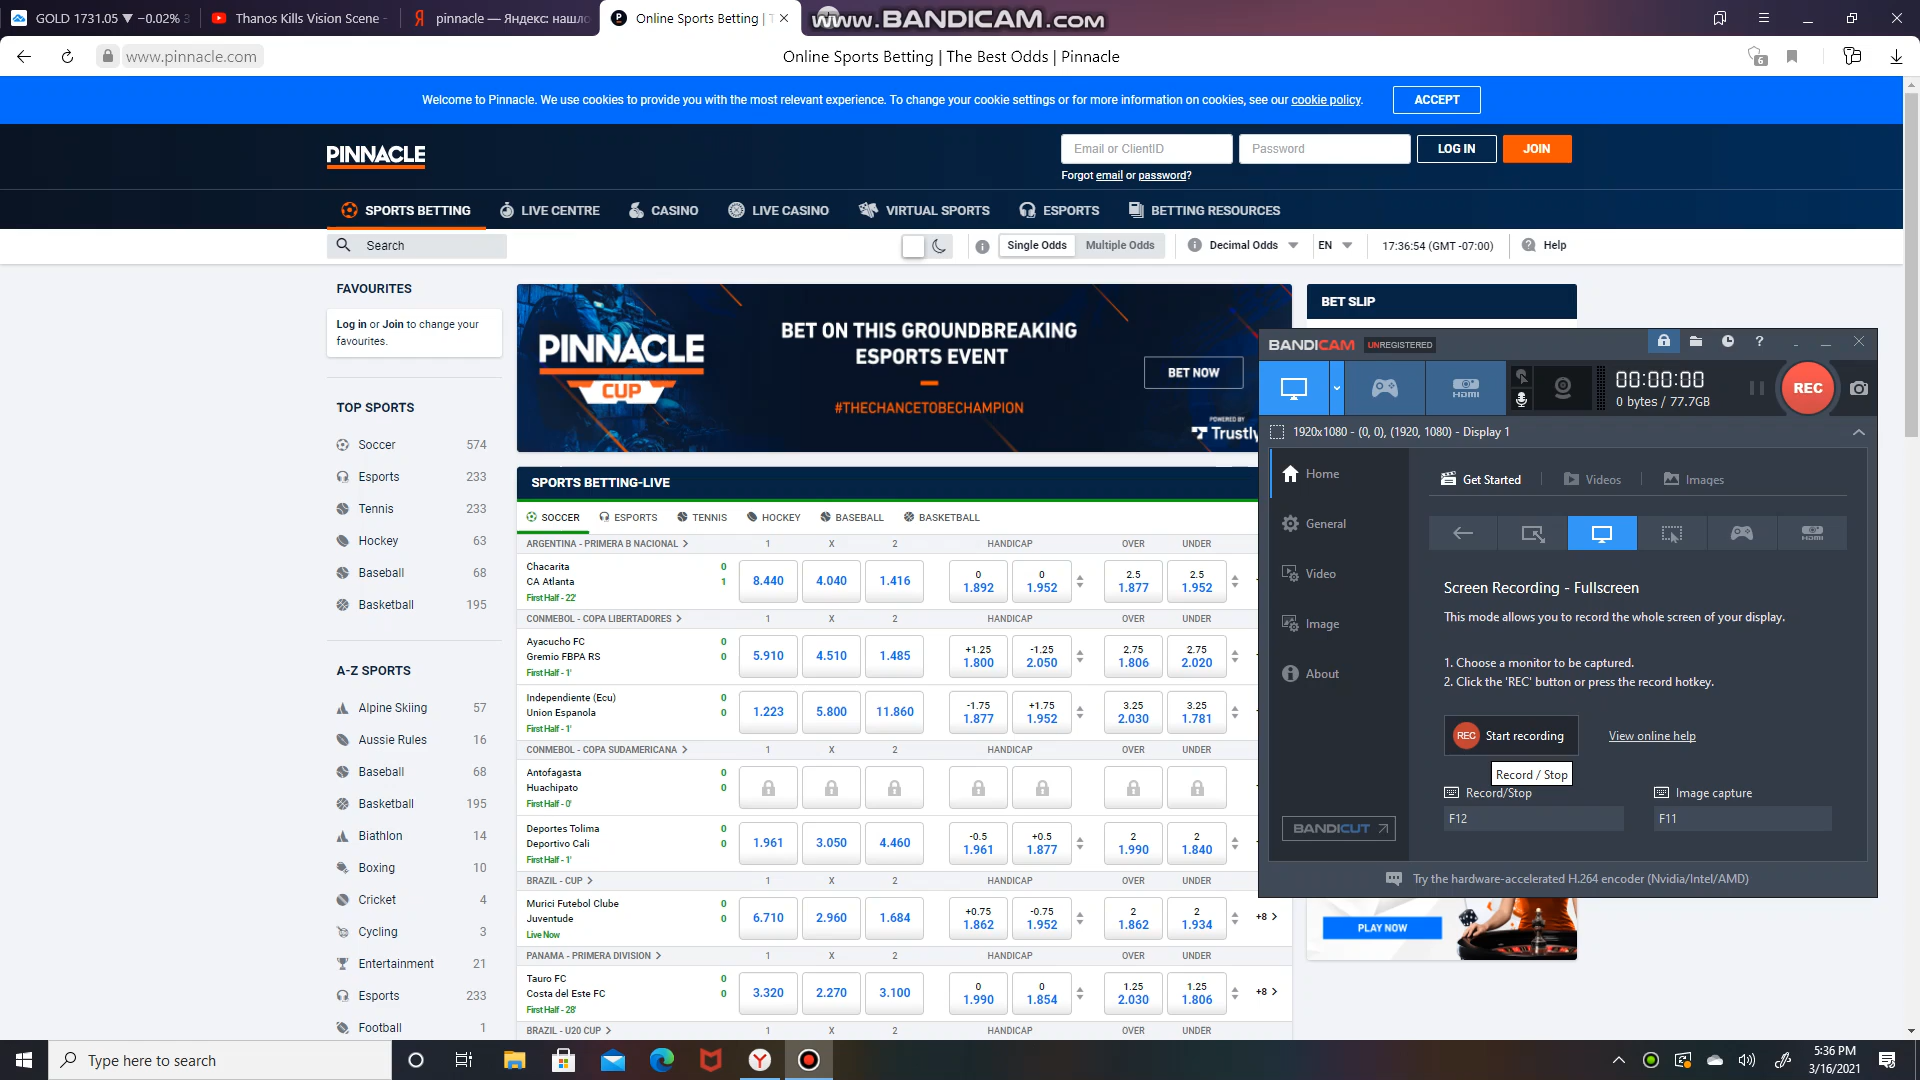 GOLD 1731.05 ▼ −0.02% 3
Thanos Kills Vision Scene -
pinnacle — Яндекс: нашло
Online Sports Betting | T
www.BANDICAM.com
www.pinnacle.com
Online Sports Betting | The Best Odds | Pinnacle
6
Welcome to Pinnacle. We use cookies to provide you with the most relevant experience. To change your cookie settings or for more information on cookies, see our cookie policy.
ACCEPT
PINNACLE
Email or ClientID
Password
LOG IN
JOIN
Forgot email or password?
SPORTS BETTING
LIVE CENTRE
CASINO
LIVE CASINO
VIRTUAL SPORTS
ESPORTS
BETTING RESOURCES
Search
Single Odds
Multiple Odds
Decimal Odds
EN
17:36:54 (GMT -07:00)
Help
FAVOURITES
Log in or Join to change your
favourites.
TOP SPORTS
Soccer 574
Esports 233
Tennis 233
Hockey 63
Baseball 68
Basketball 195
A-Z SPORTS
Alpine Skiing 57
Aussie Rules 16
Baseball 68
Basketball 195
Biathlon 14
Boxing 10
Cricket 4
Cycling 3
Entertainment 21
Esports 233
Football 1
PINNACLE
CUP
BET ON THIS GROUNDBREAKING
ESPORTS EVENT
#THECHANCETOBECHAMPION
BET NOW
POWERED BY
Trustly
SPORTS BETTING-LIVE
SOCCER ESPORTS TENNIS HOCKEY BASEBALL BASKETBALL
ARGENTINA - PRIMERA B NACIONAL > 1 X 2 HANDICAP OVER UNDER
Chacarita 0
CA Atlanta 1
First Half - 22'
8.440 4.040 1.416
0 0 2.5 2.5
1.892 1.952 1.877 1.952
CONMEBOL - COPA LIBERTADORES > 1 X 2 HANDICAP OVER UNDER
Ayacucho FC 0
Gremio FBPA RS 0
First Half - 1'
5.910 4.510 1.485
+1.25 -1.25 2.75 2.75
1.800 2.050 1.806 2.020
Independiente (Ecu) 0
Union Espanola 0
First Half - 1'
1.223 5.800 11.860
-1.75 +1.75 3.25 3.25
1.877 1.952 2.030 1.781
CONMEBOL - COPA SUDAMERICANA > 1 X 2 HANDICAP OVER UNDER
Antofagasta 0
Huachipato 0
First Half - 0'
Deportes Tolima 0
Deportivo Cali 0
First Half - 1'
1.961 3.050 4.460
-0.5 +0.5 2 2
1.961 1.877 1.990 1.840
BRAZIL - CUP > 1 X 2 HANDICAP OVER UNDER
Murici Futebol Clube 0
Juventude 0
Live Now
6.710 2.960 1.684
+0.75 -0.75 2 2
1.862 1.952 1.862 1.934
+8 >
PANAMA - PRIMERA DIVISION > 1 X 2 HANDICAP OVER UNDER
Tauro FC 0
Costa del Este FC 0
First Half - 28'
3.320 2.270 3.100
0 0 1.25 1.25
1.990 1.854 2.030 1.806
+8 >
BRAZIL - U20 CUP > 1 X 2 HANDICAP OVER UNDER
BET SLIP
BANDICAM UNREGISTERED
HDMI
00:00:00
0 bytes / 77.7GB
REC
1920x1080 - (0, 0), (1920, 1080) - Display 1
Home
General
Video
Image
About
BANDICUT
Get Started
Videos
Images
HDMI
Screen Recording - Fullscreen
This mode allows you to record the whole screen of your display.
1. Choose a monitor to be captured.
2. Click the 'REC' button or press the record hotkey.
REC Start recording
View online help
Record / Stop
Record/Stop
Image capture
F12
F11
Try the hardware-accelerated H.264 encoder (Nvidia/Intel/AMD)
PLAY NOW
Type here to search
5:36 PM
3/16/2021